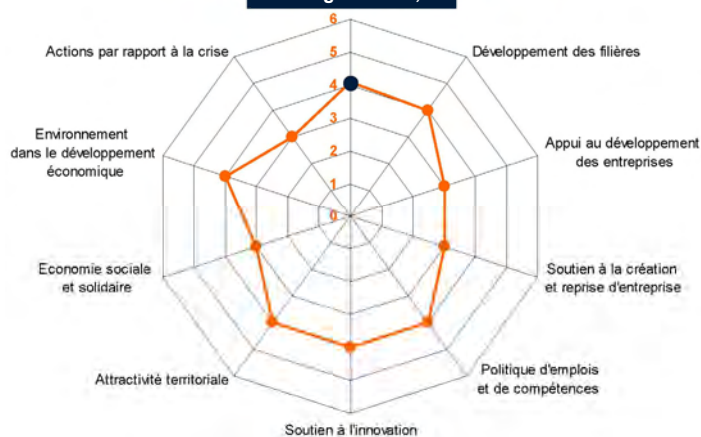 6
5
4
3
2
1
0
Développement des filières
Appui au développement
des entreprises
Soutien à la création
et reprise d'entreprise
Politique d'emplois
et de compétences
Soutien à l'innovation
Attractivité territoriale
Economie sociale
et solidaire
Environnement
dans le développement
économique
Actions par rapport à la crise